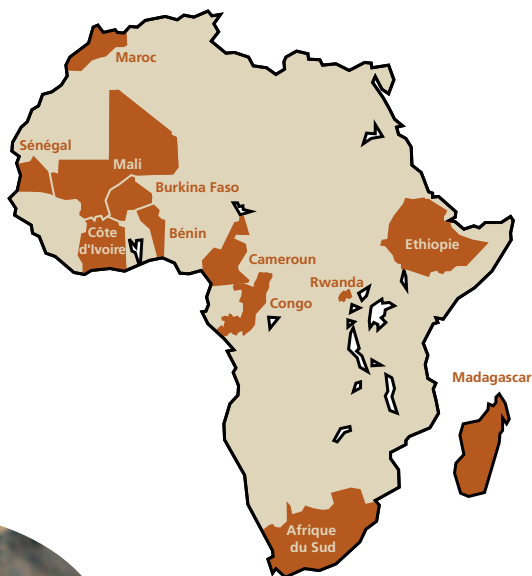 Maroc
Sénégal
Mali
Burkina Faso
Côte
d'Ivoire
Bénin
Cameroun
Congo
Rwanda
Ethiopie
Madagascar
Afrique
du Sud